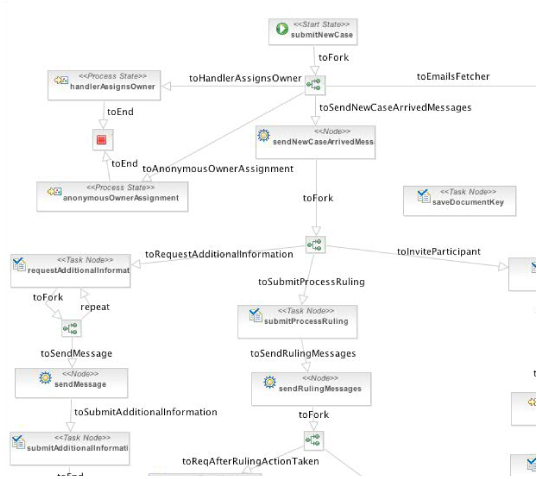 <<Start State>>
submitNewCase
toFork
<<Process State>>
handlerAssignsOwner
toHandlerAssignsOwner
toEmailsFetcher
toEnd
toSendNewCaseArrivedMessages
<<Node>>
sendNewCaseArrivedMess
toEnd
toAnonymousOwnerAssignment
<<Process State>>
anonymousOwnerAssignment
toFork
<<Task Node>>
saveDocumentKey
toRequestAdditionalInformation
toInviteParticipant
<<Task Node>>
requestAdditionalInformat
toSubmitProcessRuling
toFork
repeat
<<Task Node>>
submitProcessRuling
toSendMessage
toSendRulingMessages
<<Node>>
sendMessage
<<Node>>
sendRulingMessages
toSubmitAdditionalInformation
toFork
<<Task Node>>
submitAdditionalInformati
toReqAfterRulingActionTaken
toEnd